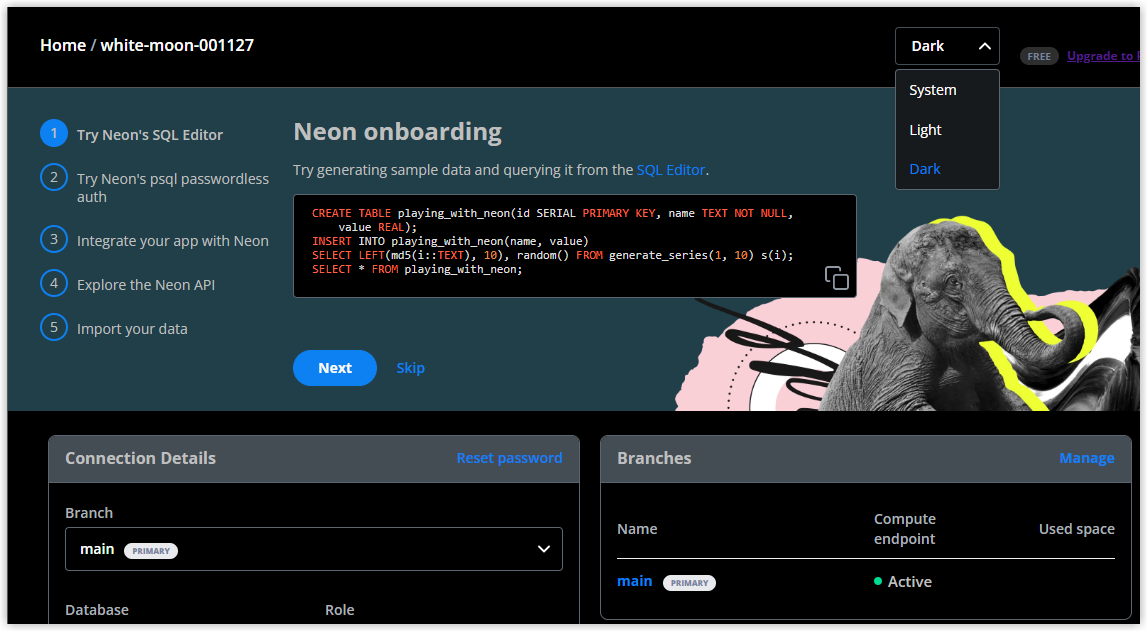 Home / white-moon-001127
Dark
FREE
Upgrade to
System
Light
Dark
1 Try Neon's SQL Editor
2 Try Neon's psql passwordless
auth
3 Integrate your app with Neon
4 Explore the Neon API
5 Import your data
Neon onboarding
Try generating sample data and querying it from the SQL Editor.
CREATE TABLE playing_with_neon(id SERIAL PRIMARY KEY, name TEXT NOT NULL,
value REAL);
INSERT INTO playing_with_neon(name, value)
SELECT LEFT(md5(i::TEXT), 10), random() FROM generate_series(1, 10) s(i);
SELECT * FROM playing_with_neon;
Next
Skip
Connection Details
Reset password
Branch
main PRIMARY
Database
Role
Branches
Manage
Name
Compute
endpoint
Used space
main PRIMARY
Active